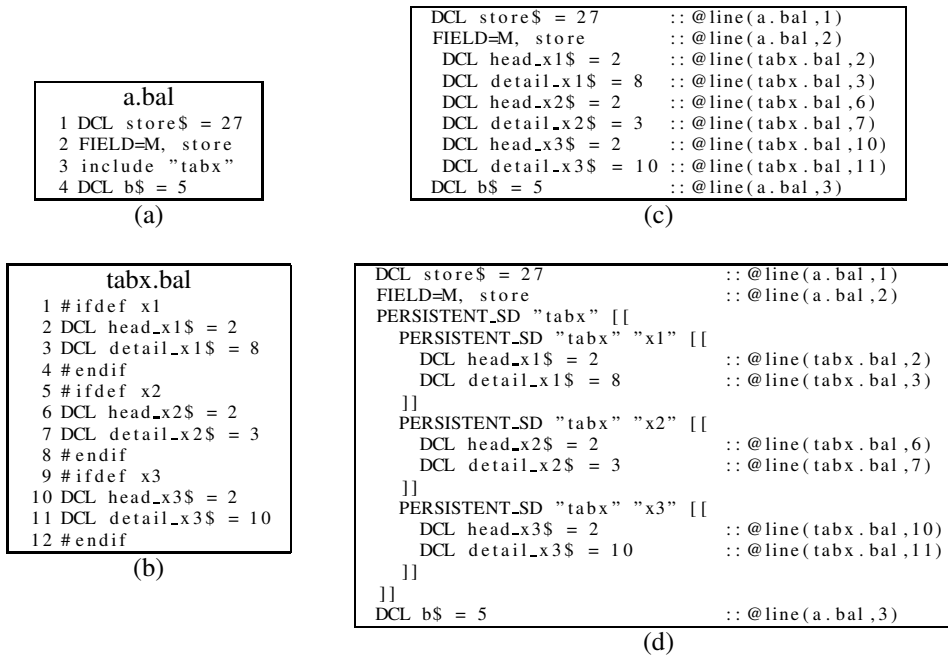 a.bal
1 DCL store$ = 27
2 FIELD=M, store
3 include ”tabx”
4 DCL b$ = 5
(a)
DCL store$ = 27 ::@line(a.bal,1)
FIELD=M, store ::@line(a.bal,2)
DCL head_x1$ = 2 ::@line(tabx.bal,2)
DCL detail_x1$ = 8 ::@line(tabx.bal,3)
DCL head_x2$ = 2 ::@line(tabx.bal,6)
DCL detail_x2$ = 3 ::@line(tabx.bal,7)
DCL head_x3$ = 2 ::@line(tabx.bal,10)
DCL detail_x3$ = 10 ::@line(tabx.bal,11)
DCL b$ = 5 ::@line(a.bal,3)
(c)
tabx.bal
1 #ifdef x1
2 DCL head_x1$ = 2
3 DCL detail_x1$ = 8
4 #endif
5 #ifdef x2
6 DCL head_x2$ = 2
7 DCL detail_x2$ = 3
8 #endif
9 #ifdef x3
10 DCL head_x3$ = 2
11 DCL detail_x3$ = 10
12 #endif
(b)
DCL store$ = 27 ::@line(a.bal,1)
FIELD=M, store ::@line(a.bal,2)
PERSISTENT_SD ”tabx” [[
PERSISTENT_SD ”tabx” ”x1” [[
DCL head_x1$ = 2 ::@line(tabx.bal,2)
DCL detail_x1$ = 8 ::@line(tabx.bal,3)
]]
PERSISTENT_SD ”tabx” ”x2” [[
DCL head_x2$ = 2 ::@line(tabx.bal,6)
DCL detail_x2$ = 3 ::@line(tabx.bal,7)
]]
PERSISTENT_SD ”tabx” ”x3” [[
DCL head_x3$ = 2 ::@line(tabx.bal,10)
DCL detail_x3$ = 10 ::@line(tabx.bal,11)
]]
]]
DCL b$ = 5 ::@line(a.bal,3)
(d)